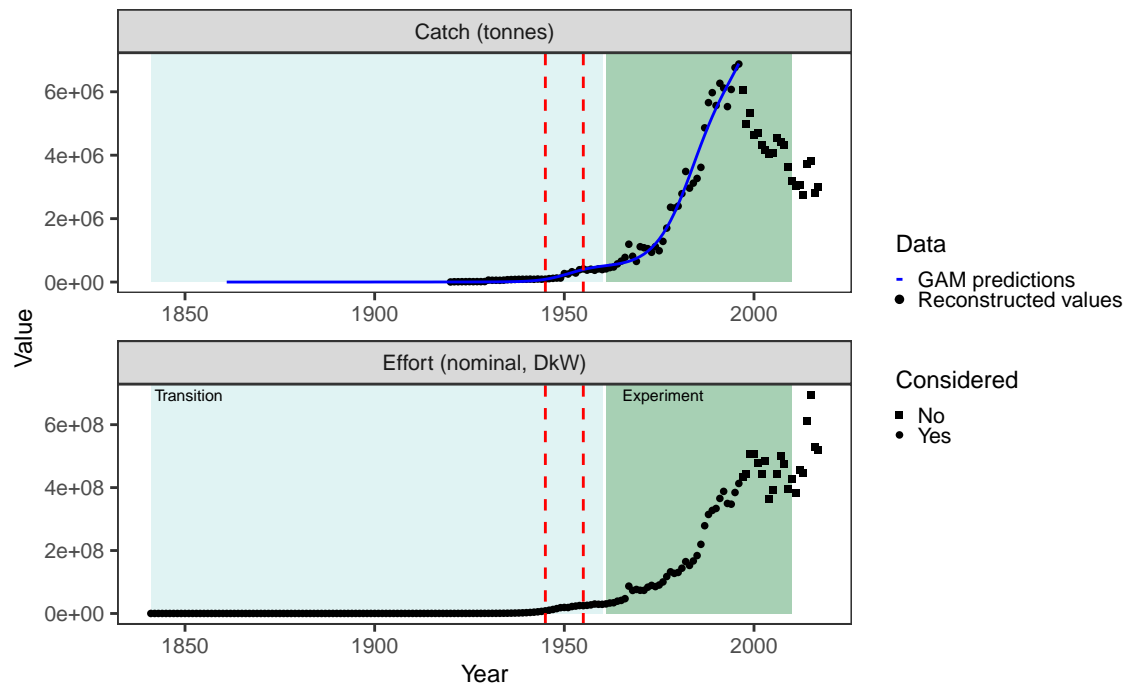 Catch (tonnes)
6e+06
4e+06
2e+06
0e+00
1850 1900 1950 2000
Value
Effort (nominal, DkW)
Transition Experiment
6e+08
4e+08
2e+08
0e+00
1850 1900 1950 2000
Year
Data
GAM predictions
Reconstructed values
Considered
No
Yes